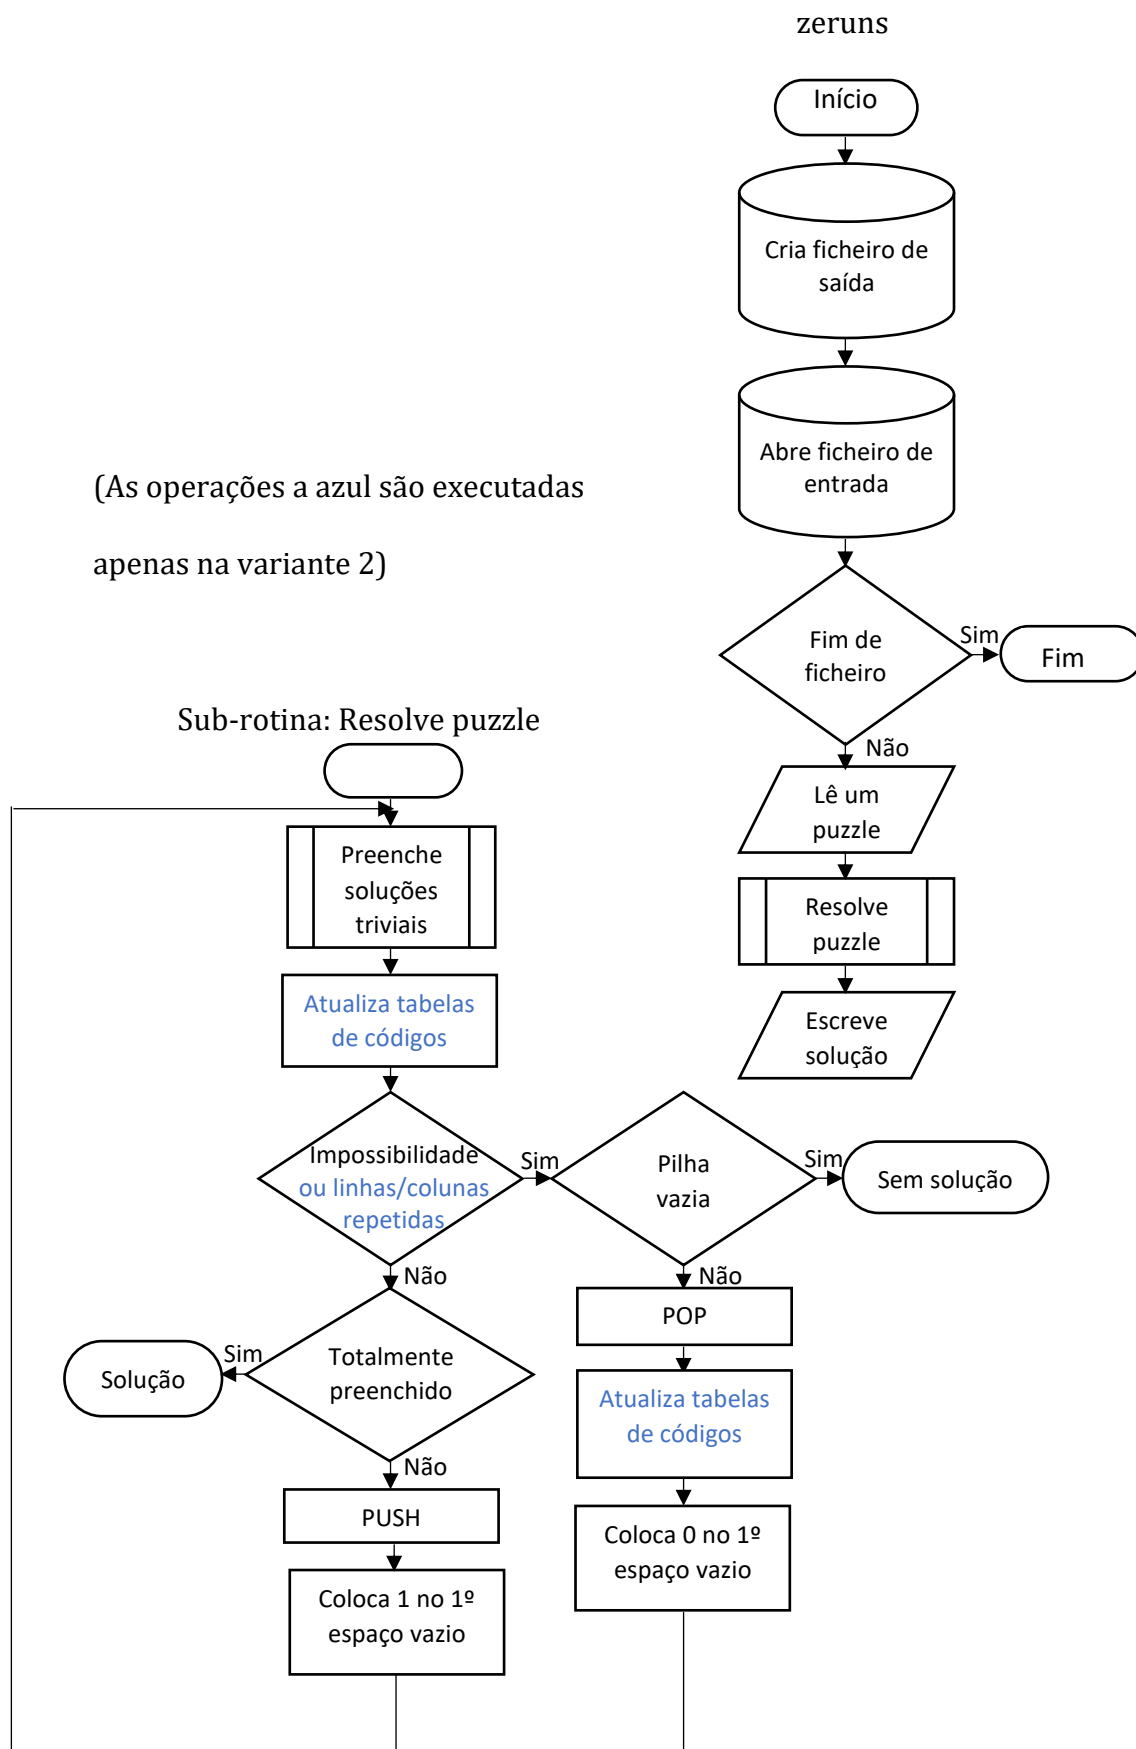 zeruns
Início
Cria ficheiro de
saída
Abre ficheiro de
entrada
(As operações a azul são executadas
apenas na variante 2)
Fim de
ficheiro
Sim
Fim
Não
Lê um
puzzle
Resolve
puzzle
Escreve
solução
Sub-rotina: Resolve puzzle
Preenche
soluções
triviais
Atualiza tabelas
de códigos
Impossibilidade
ou linhas/colunas
repetidas
Sim
Pilha
vazia
Sim
Sem solução
Não
Não
POP
Totalmente
preenchido
Sim
Solução
Atualiza tabelas
de códigos
Não
PUSH
Coloca 0 no 1º
espaço vazio
Coloca 1 no 1º
espaço vazio